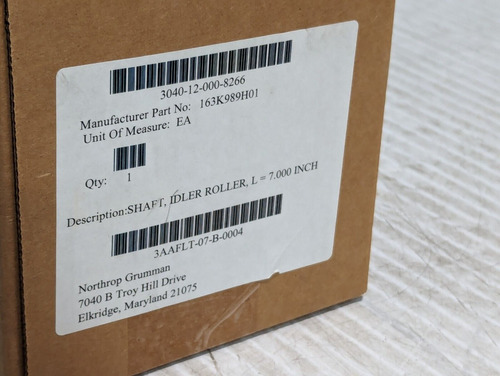 3040-12-000-8266
Manufacturer Part No: 163K989H01
Unit Of Measure: EA
Qty: 1
Description:SHAFT, IDLER ROLLER, L = 7.000 INCH
3AAFLT-07-B-0004
Northrop Grumman
7040 B Troy Hill Drive
Elkridge, Maryland 21075